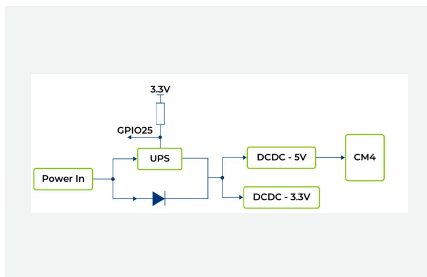 3.3V
GPIO25
UPS
DCDC - 5V
CM4
Power In
DCDC - 3.3V